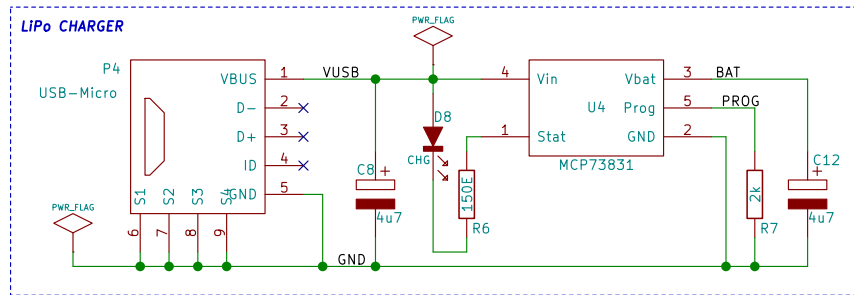 LiPo CHARGER
PWR_FLAG
P4
USB-Micro
VBUS 1 VUSB
D- 2
D+ 3
ID 4
GND 5
S1 S2 S3 S4
6 7 8 9
PWR_FLAG
GND
C8 +
4u7
D8
CHG
150E
R6
4 Vin
1 Stat
U4
Vbat 3 BAT
Prog 5 PROG
GND 2
MCP73831
2k
R7
C12
+
4u7